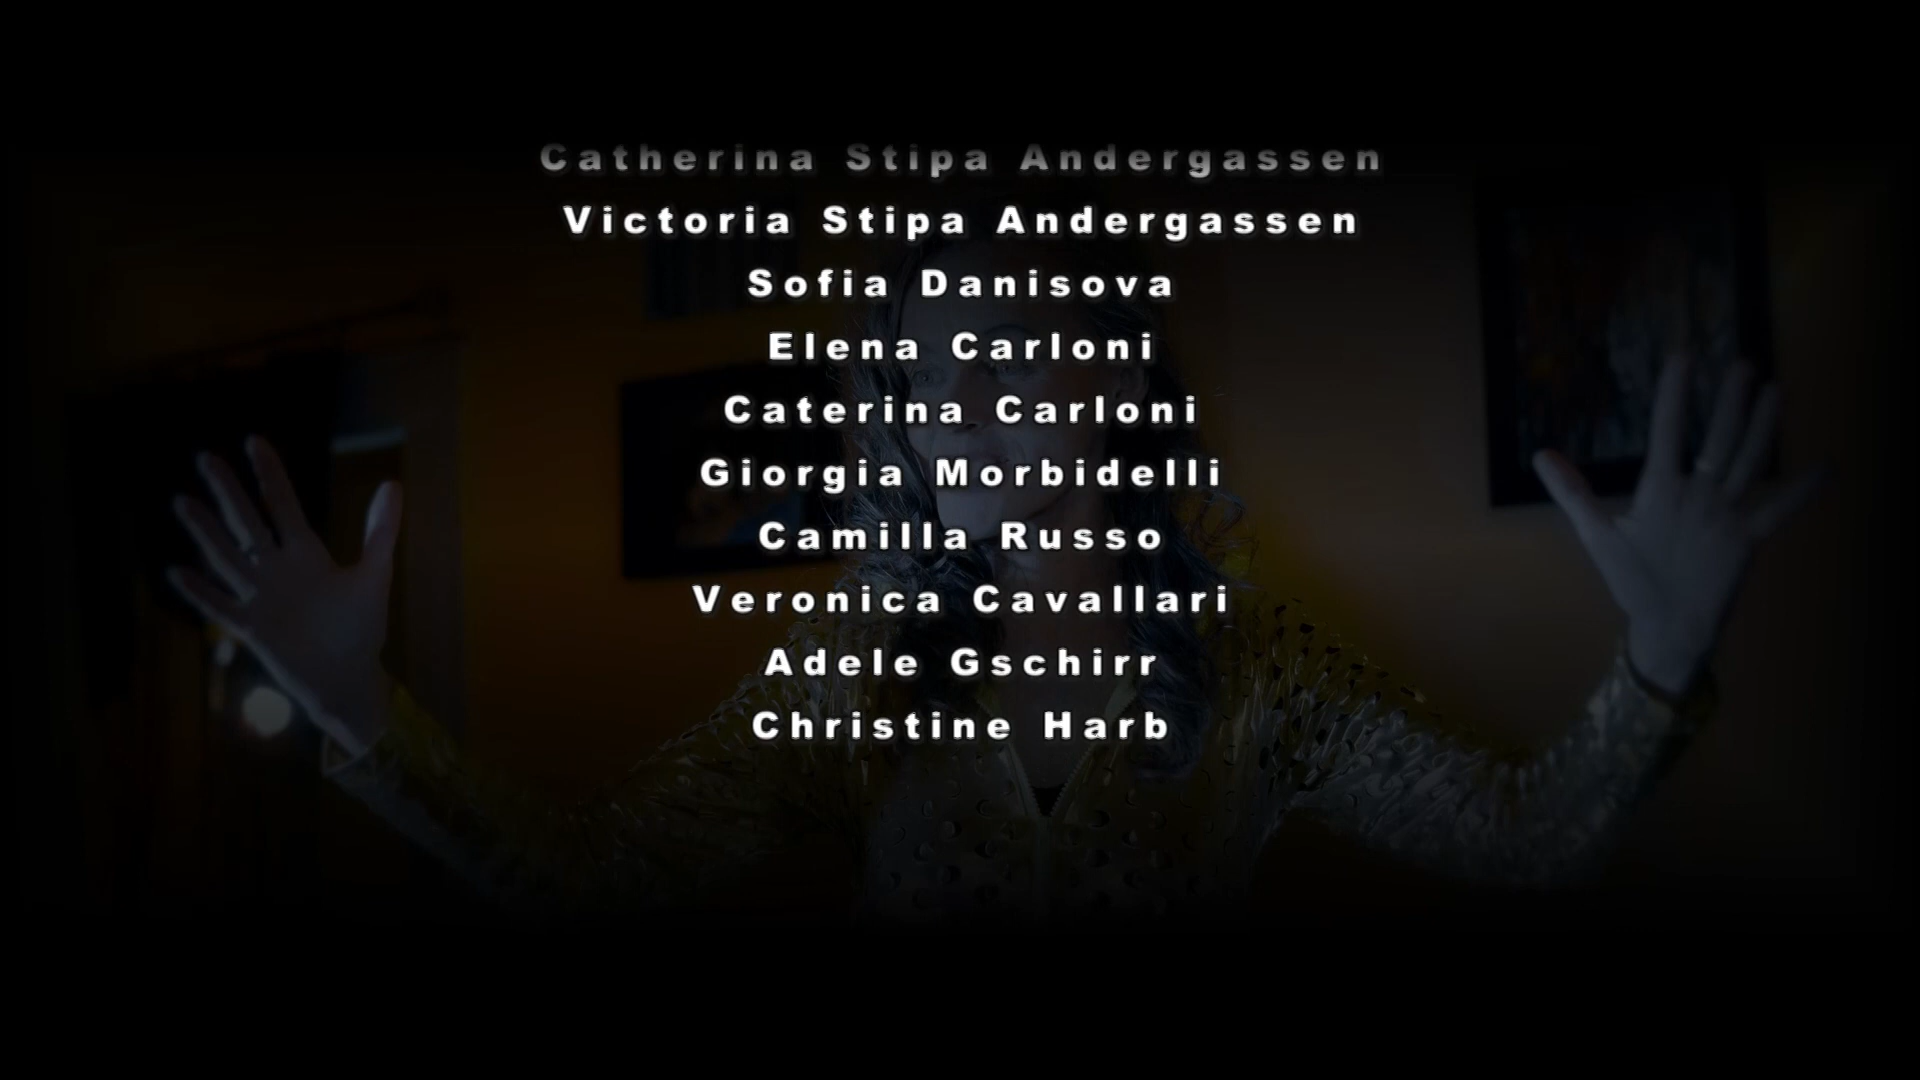 Catherina Stipa Andergassen
Victoria Stipa Andergassen
Sofia Danisova
Elena Carloni
Caterina Carloni
Giorgia Morbidelli
Camilla Russo
Veronica Cavallari
Adele Gschirr
Christine Harb